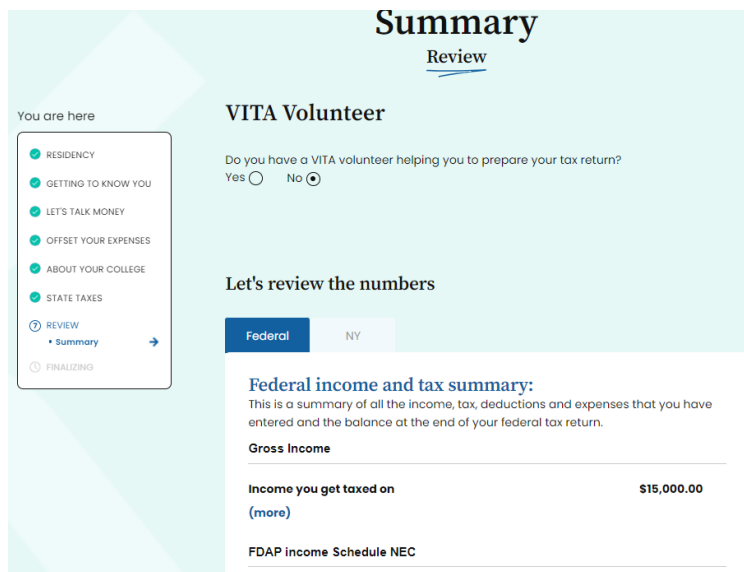 Summary
Review
You are here
RESIDENCY
GETTING TO KNOW YOU
LET'S TALK MONEY
OFFSET YOUR EXPENSES
ABOUT YOUR COLLEGE
STATE TAXES
? REVIEW
• Summary
FINALIZING
VITA Volunteer
Do you have a VITA volunteer helping you to prepare your tax return?
Yes No
Let's review the numbers
Federal NY
Federal income and tax summary:
This is a summary of all the income, tax, deductions and expenses that you have
entered and the balance at the end of your federal tax return.
Gross Income
Income you get taxed on $15,000.00
(more)
FDAP income Schedule NEC